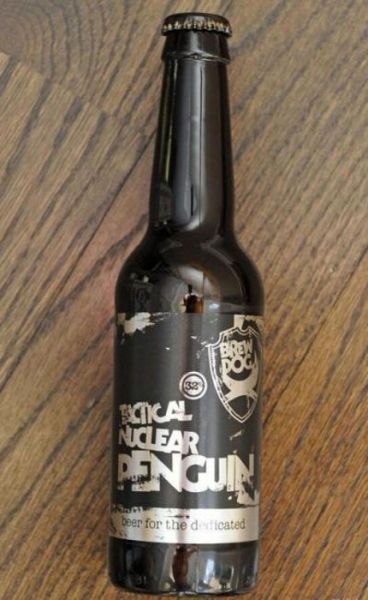 BREW
DOG
32%
TACTICAL
NUCLEAR
PENGUIN
beer for the dedicated